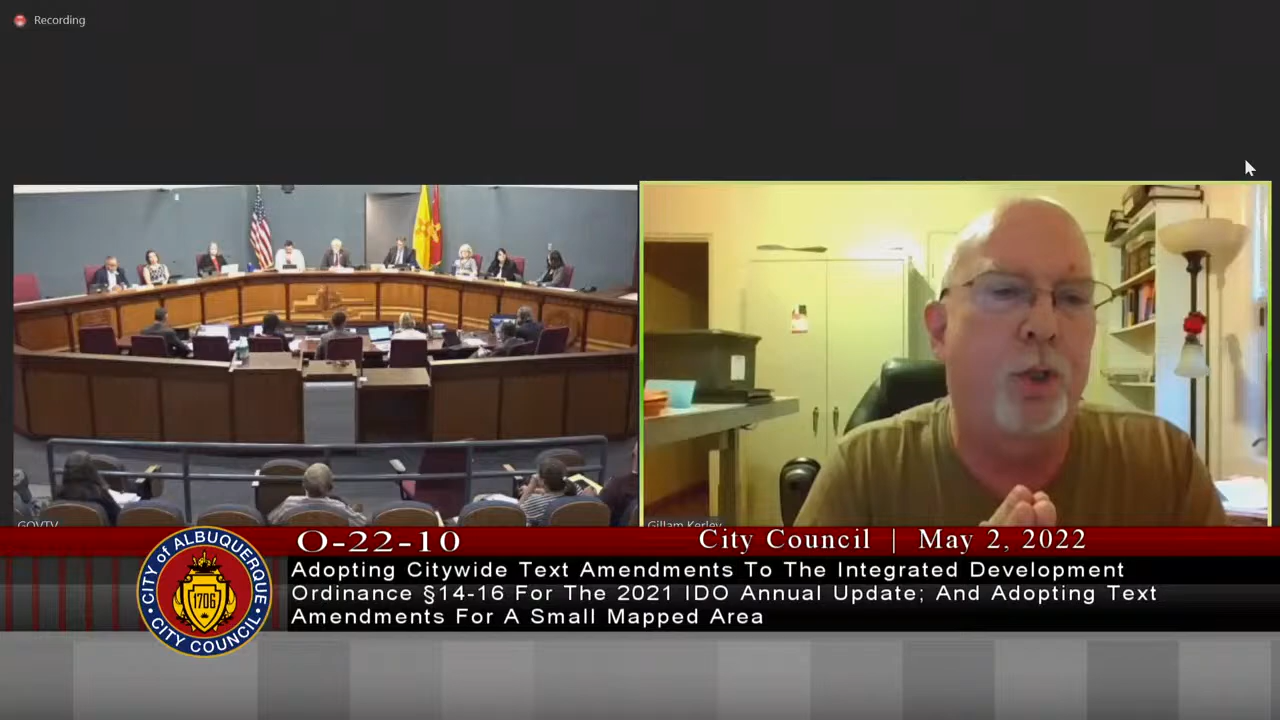 Recording
GOVTV
Gillam Kerley
O-22-10
City Council | May 2, 2022
Adopting Citywide Text Amendments To The Integrated Development
Ordinance §14-16 For The 2021 IDO Annual Update; And Adopting Text
Amendments For A Small Mapped Area
CITY of ALBUQUERQUE
1706
CITY COUNCIL